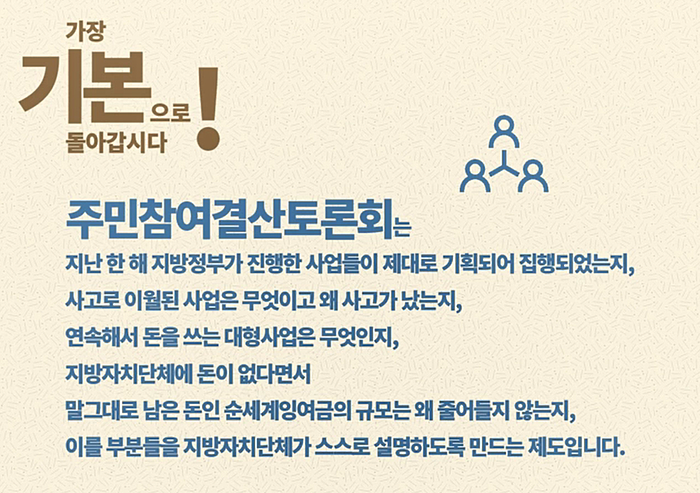 가장
기본으로!
돌아갑시다
주민참여결산토론회는
지난 한 해 지방정부가 진행한 사업들이 제대로 기획되어 집행되었는지,
사고로 이월된 사업은 무엇이고 왜 사고가 났는지,
연속해서 돈을 쓰는 대형사업은 무엇인지,
지방자치단체에 돈이 없다면서
말그대로 남은 돈인 순세계잉여금의 규모는 왜 줄어들지 않는지,
이를 부분들을 지방자치단체가 스스로 설명하도록 만드는 제도입니다.